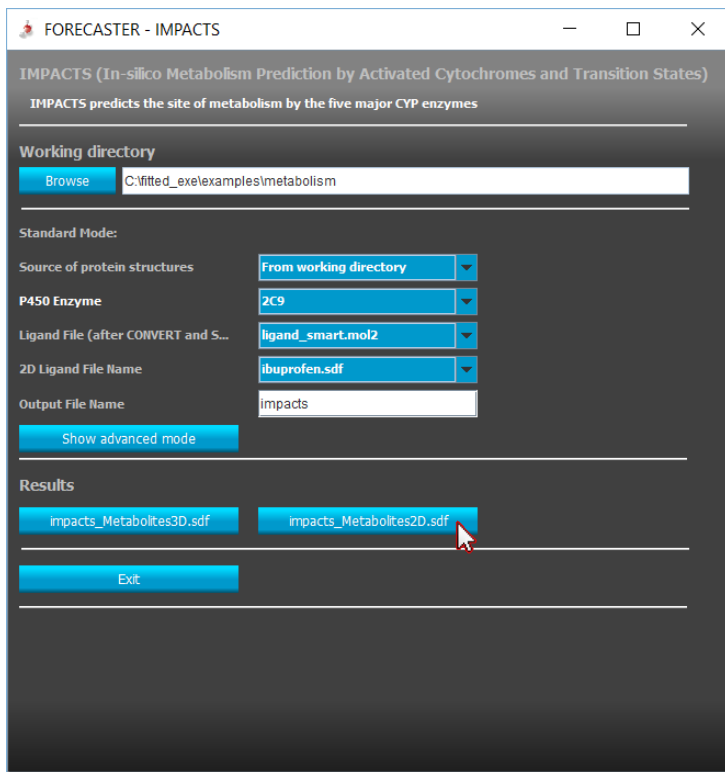 FORECASTER - IMPACTS
IMPACTS (In-silico Metabolism Prediction by Activated Cytochromes and Transition States)
IMPACTS predicts the site of metabolism by the five major CYP enzymes
Working directory
Browse C:\fitted_exe\examples\metabolism
Standard Mode:
Source of protein structures From working directory
P450 Enzyme 2C9
Ligand File (after CONVERT and S... ligand_smart.mol2
2D Ligand File Name ibuprofen.sdf
Output File Name impacts
Show advanced mode
Results
impacts_Metabolites3D.sdf impacts_Metabolites2D.sdf
Exit